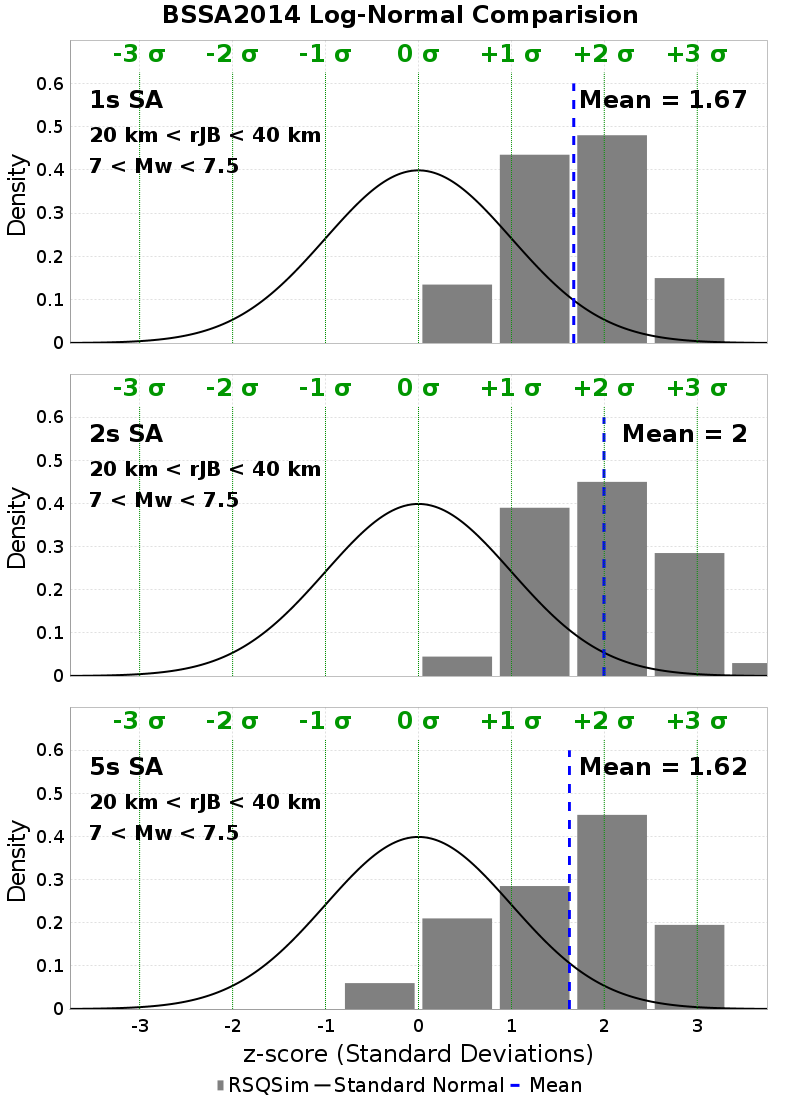 BSSA2014 Log-Normal Comparision
-3 σ -2 σ -1 σ 0 σ +1 σ +2 σ +3 σ
0.6
1s SA
Mean = 1.67
0.5
20 km < rJB < 40 km
7 < Mw < 7.5
0.4
0.3
0.2
0.1
0
Density
-3 σ -2 σ -1 σ 0 σ +1 σ +2 σ +3 σ
0.6
2s SA
Mean = 2
0.5
20 km < rJB < 40 km
7 < Mw < 7.5
0.4
0.3
0.2
0.1
0
Density
-3 σ -2 σ -1 σ 0 σ +1 σ +2 σ +3 σ
0.6
5s SA
Mean = 1.62
0.5
20 km < rJB < 40 km
7 < Mw < 7.5
0.4
0.3
0.2
0.1
0
Density
-3 -2 -1 0 1 2 3
z-score (Standard Deviations)
RSQSim Standard Normal Mean